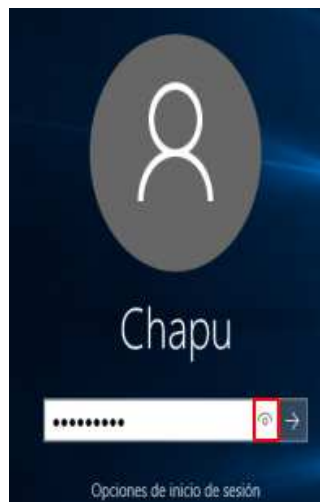 Chapu
•••••••••
Opciones de inicio de sesión